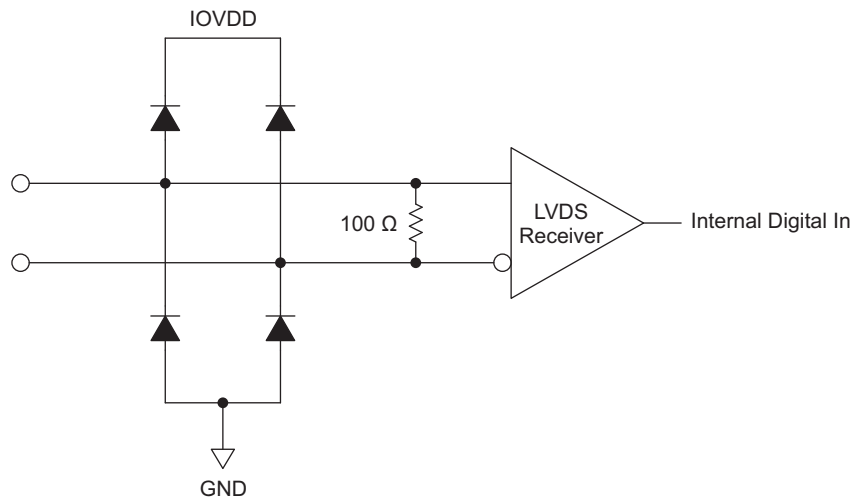 IOVDD
100 Ω
LVDS
Receiver
Internal Digital In
GND